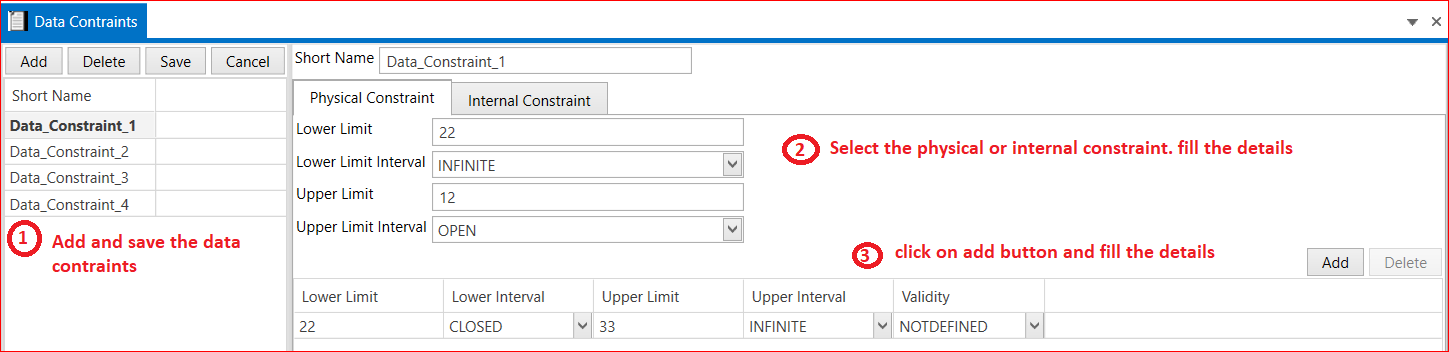 Data Contraints
Add Delete Save Cancel
Short Name
Data_Constraint_1
Data_Constraint_2
Data_Constraint_3
Data_Constraint_4
1 Add and save the data
contraints
Short Name Data_Constraint_1
Physical Constraint Internal Constraint
Lower Limit 22
Lower Limit Interval INFINITE
Upper Limit 12
Upper Limit Interval OPEN
2 Select the physical or internal constraint. fill the details
3 click on add button and fill the details
Add Delete
Lower Limit Lower Interval Upper Limit Upper Interval Validity
22 CLOSED 33 INFINITE NOTDEFINED